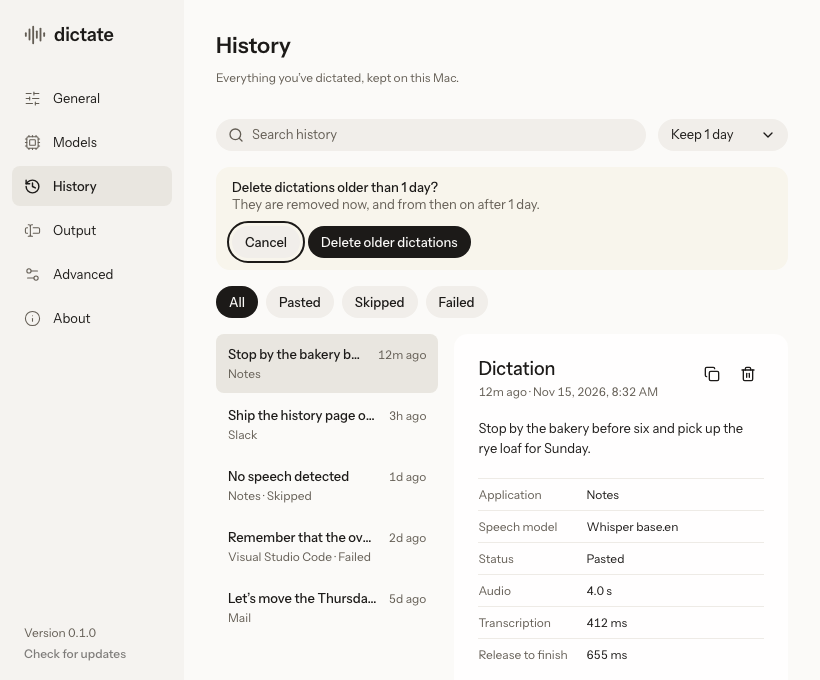 dictate
General
Models
History
Output
Advanced
About
Version 0.1.0
Check for updates
History
Everything you've dictated, kept on this Mac.
Search history
Keep 1 day
Delete dictations older than 1 day?
They are removed now, and from then on after 1 day.
Cancel
Delete older dictations
All
Pasted
Skipped
Failed
Stop by the bakery b...
12m ago
Notes
Ship the history page o...
3h ago
Slack
No speech detected
1d ago
Notes · Skipped
Remember that the ov...
2d ago
Visual Studio Code · Failed
Let's move the Thursda...
5d ago
Mail
Dictation
12m ago · Nov 15, 2026, 8:32 AM
Stop by the bakery before six and pick up the
rye loaf for Sunday.
Application Notes
Speech model Whisper base.en
Status Pasted
Audio 4.0 s
Transcription 412 ms
Release to finish 655 ms